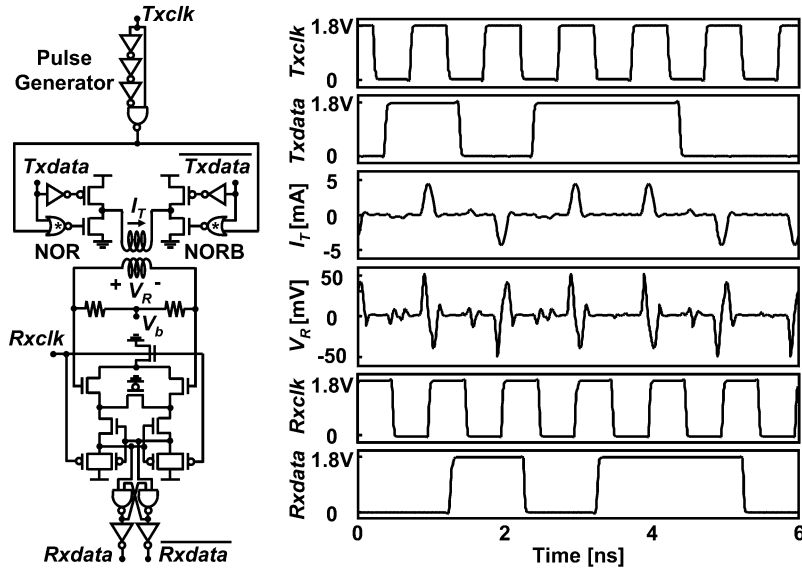 Txclk
Pulse
Generator
Txdata
Txdata
I_T
* *
NOR
NORB
+ V_R -
V_b
Rxclk
Rxdata
Rxdata
Txclk
1.8V
0
Txdata
1.8V
0
I_T [mA]
5
0
-5
V_R [mV]
50
0
-50
Rxclk
1.8V
0
Rxdata
1.8V
0
0 2 4 6
Time [ns]